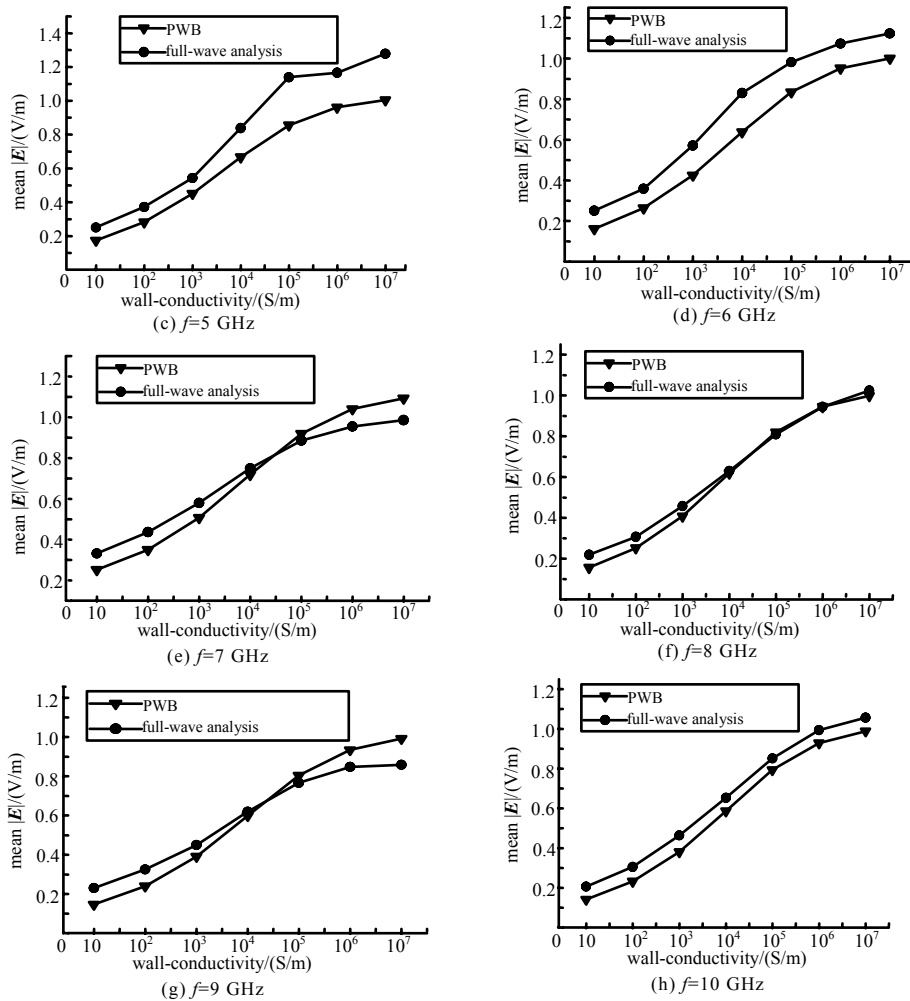 PWB
full-wave analysis
1.4
1.2
1.0
0.8
0.6
0.4
0.2
0
mean |E|/(V/m)
10 10² 10³ 10⁴ 10⁵ 10⁶ 10⁷
wall-conductivity/(S/m)
(c) f=5 GHz
PWB
full-wave analysis
1.2
1.0
0.8
0.6
0.4
0.2
0
mean |E|/(V/m)
10 10² 10³ 10⁴ 10⁵ 10⁶ 10⁷
wall-conductivity/(S/m)
(d) f=6 GHz
PWB
full-wave analysis
1.2
1.0
0.8
0.6
0.4
0.2
0
mean |E|/(V/m)
10 10² 10³ 10⁴ 10⁵ 10⁶ 10⁷
wall-conductivity/(S/m)
(e) f=7 GHz
PWB
full-wave analysis
1.2
1.0
0.8
0.6
0.4
0.2
0
mean |E|/(V/m)
10 10² 10³ 10⁴ 10⁵ 10⁶ 10⁷
wall-conductivity/(S/m)
(f) f=8 GHz
PWB
full-wave analysis
1.2
1.0
0.8
0.6
0.4
0.2
0
mean |E|/(V/m)
10 10² 10³ 10⁴ 10⁵ 10⁶ 10⁷
wall-conductivity/(S/m)
(g) f=9 GHz
PWB
full-wave analysis
1.2
1.0
0.8
0.6
0.4
0.2
0
mean |E|/(V/m)
10 10² 10³ 10⁴ 10⁵ 10⁶ 10⁷
wall-conductivity/(S/m)
(h) f=10 GHz